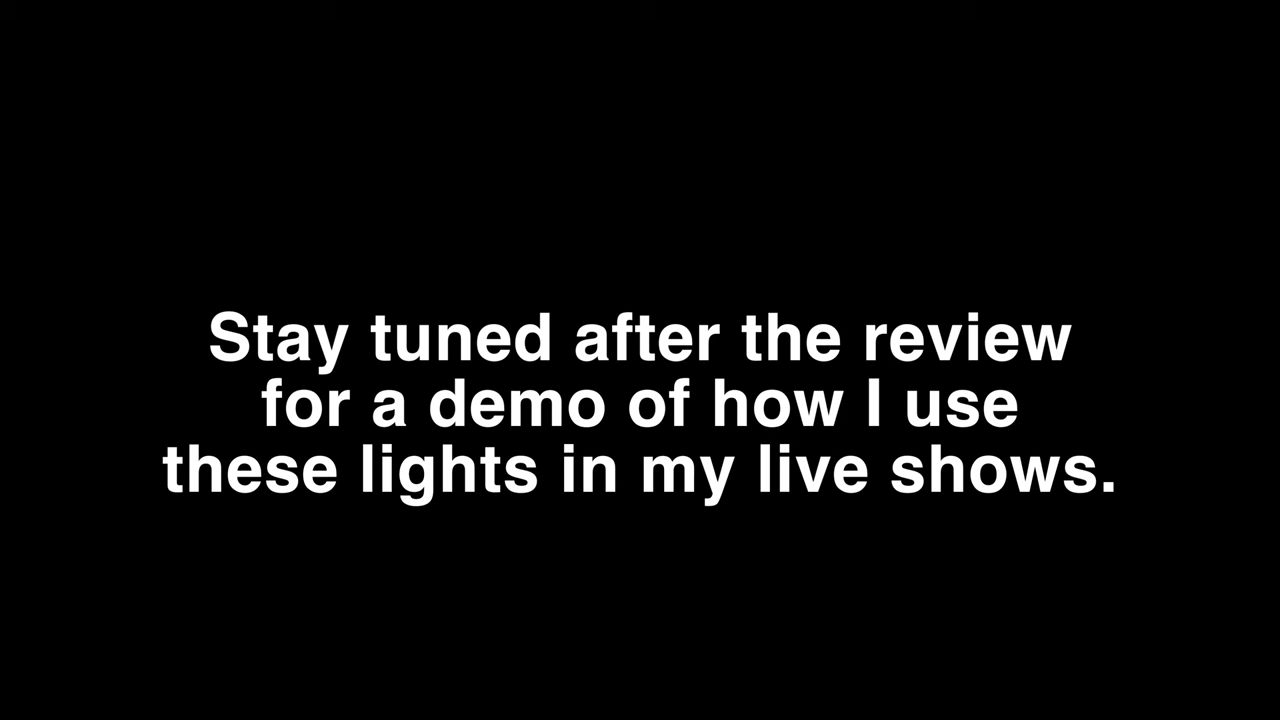 Stay tuned after the review
for a demo of how I use
these lights in my live shows.